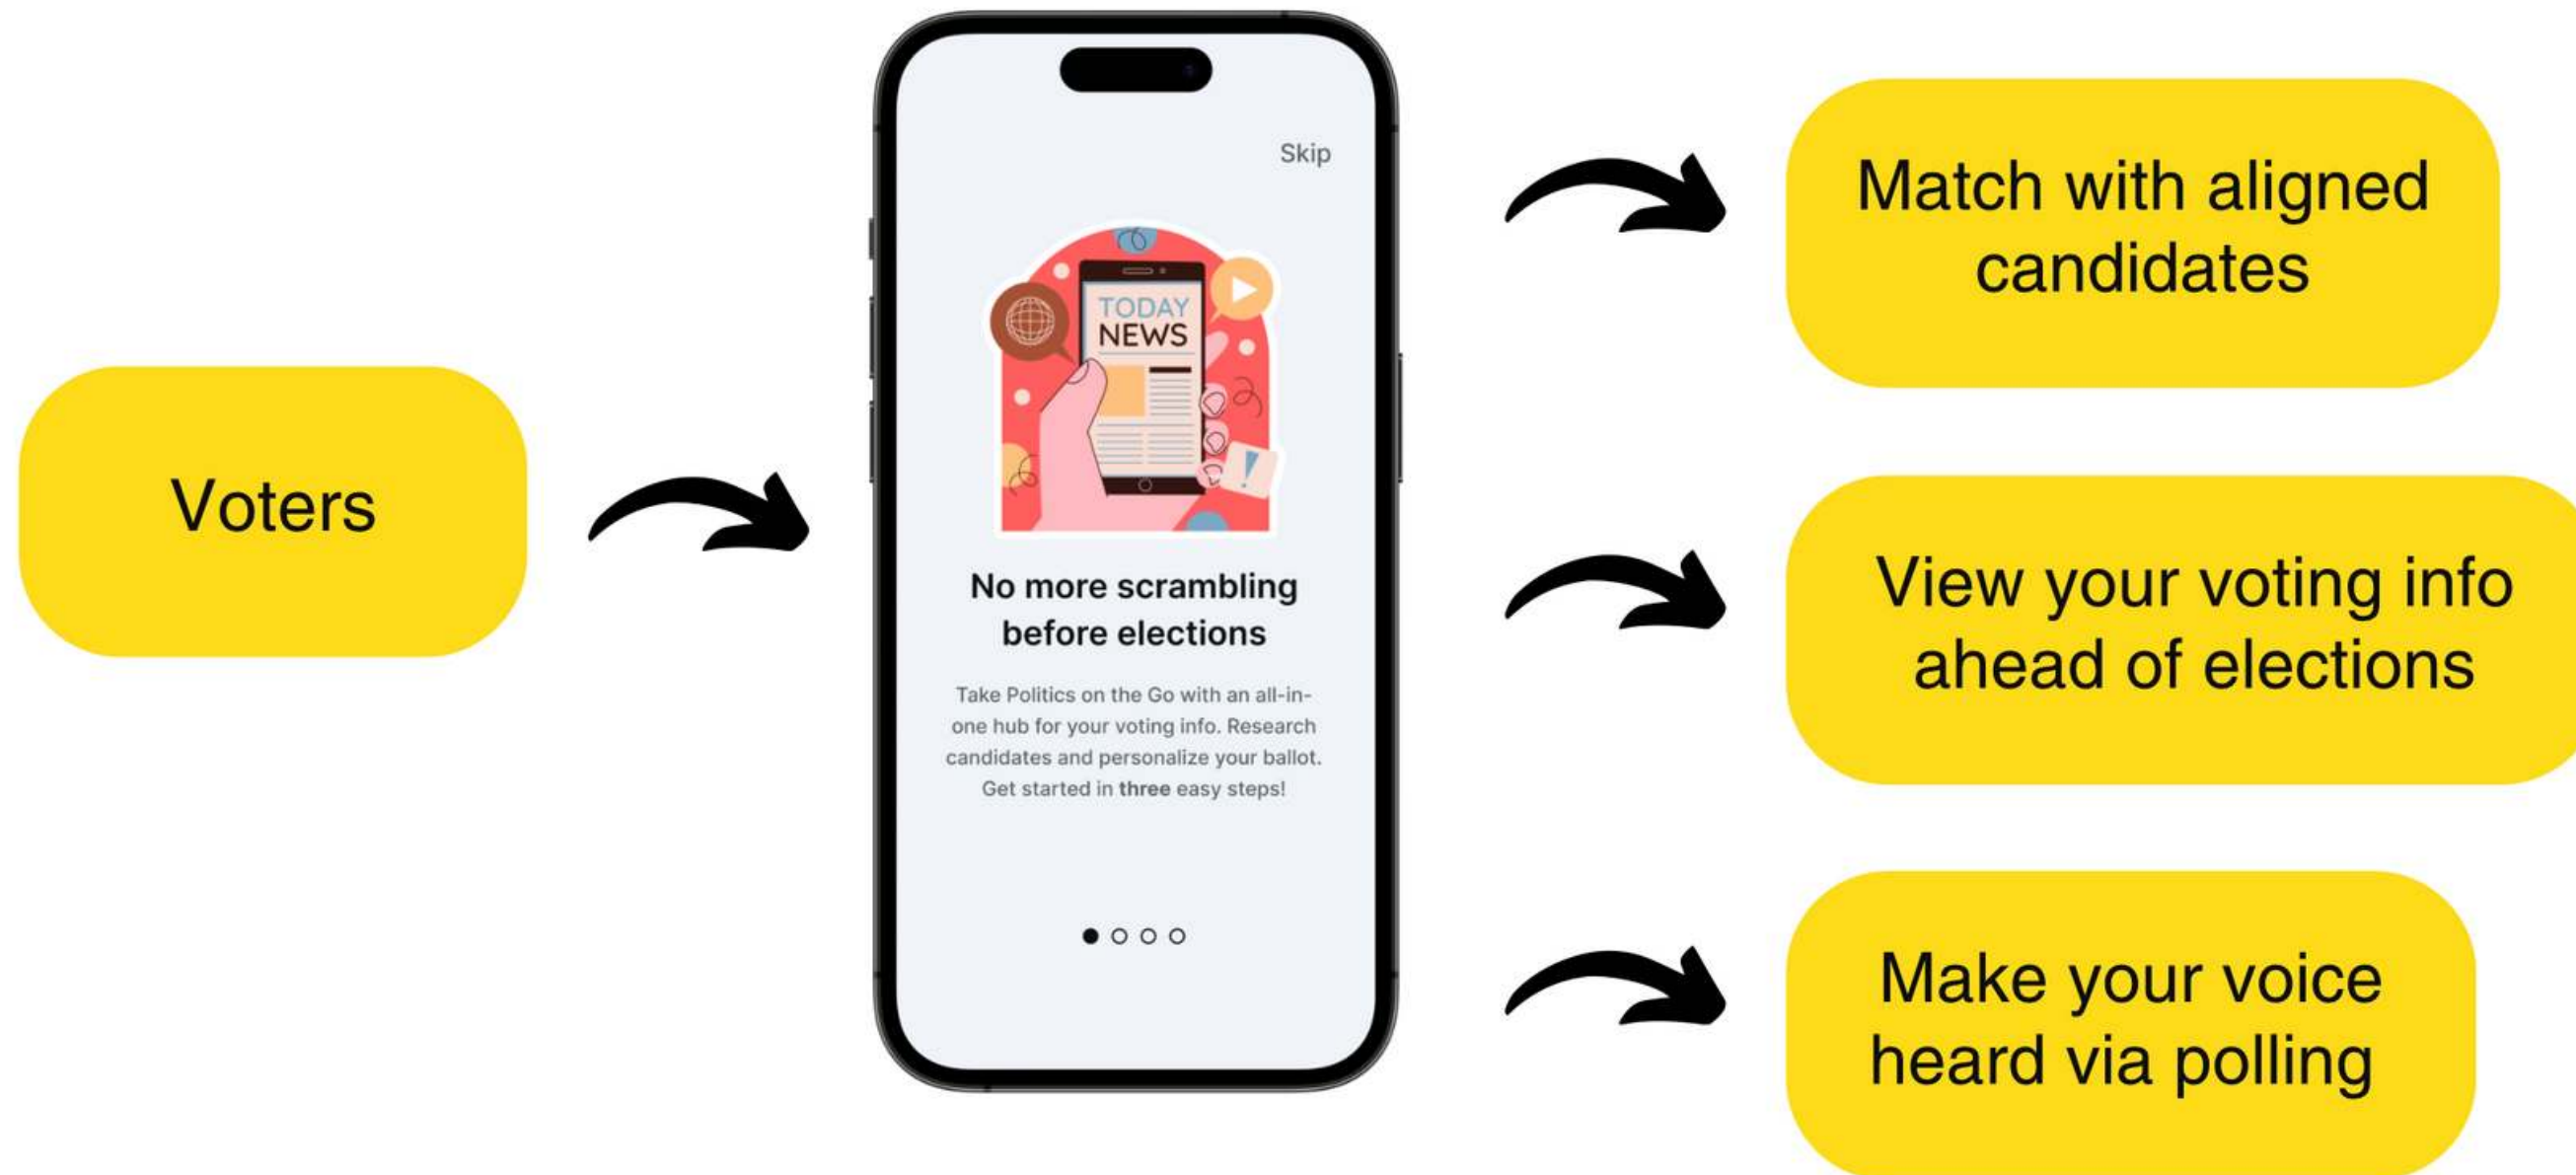 Voters
Skip
TODAY
NEWS
No more scrambling
before elections
Take Politics on the Go with an all-in-
one hub for your voting info. Research
candidates and personalize your ballot.
Get started in three easy steps!
Match with aligned
candidates
View your voting info
ahead of elections
Make your voice
heard via polling